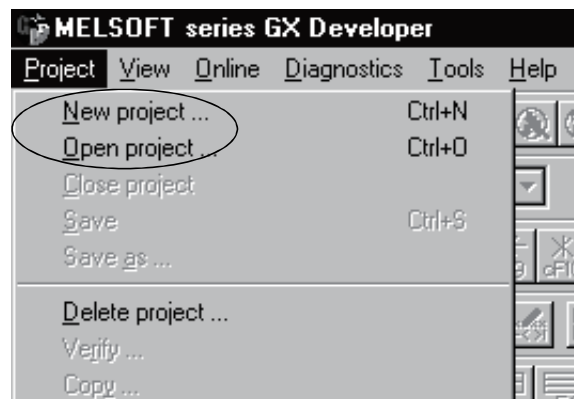 MELSOFT series GX Developer
Project View Online Diagnostics Tools Help
New project ... Ctrl+N
Open project ... Ctrl+O
Close project
Save Ctrl+S
Save as ...
Delete project ...
Verify ...
Copy ...